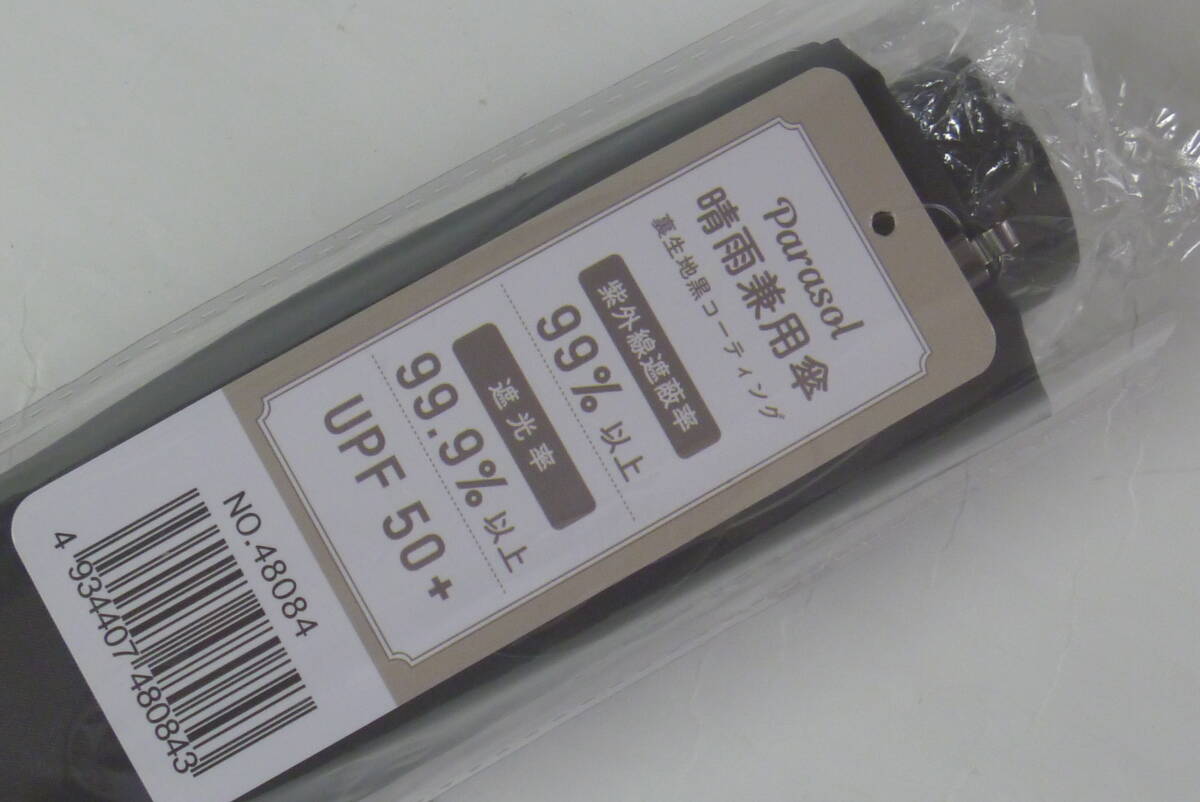 Parasol
晴雨兼用傘
裏生地黒コーティング
紫外線遮蔽率
99%以上
遮光率
99.9%以上
UPF 50+
NO.48084
4 934407 480843